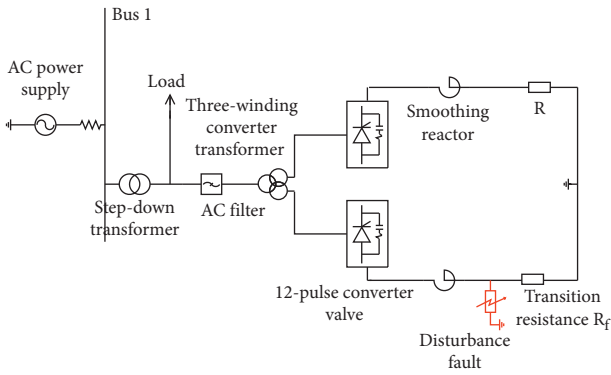 Bus 1
AC power
supply
Load
Three-winding
converter
transformer
Smoothing
reactor
R
Step-down
transformer
AC filter
12-pulse converter
valve
Transition
resistance Rf
Disturbance
fault